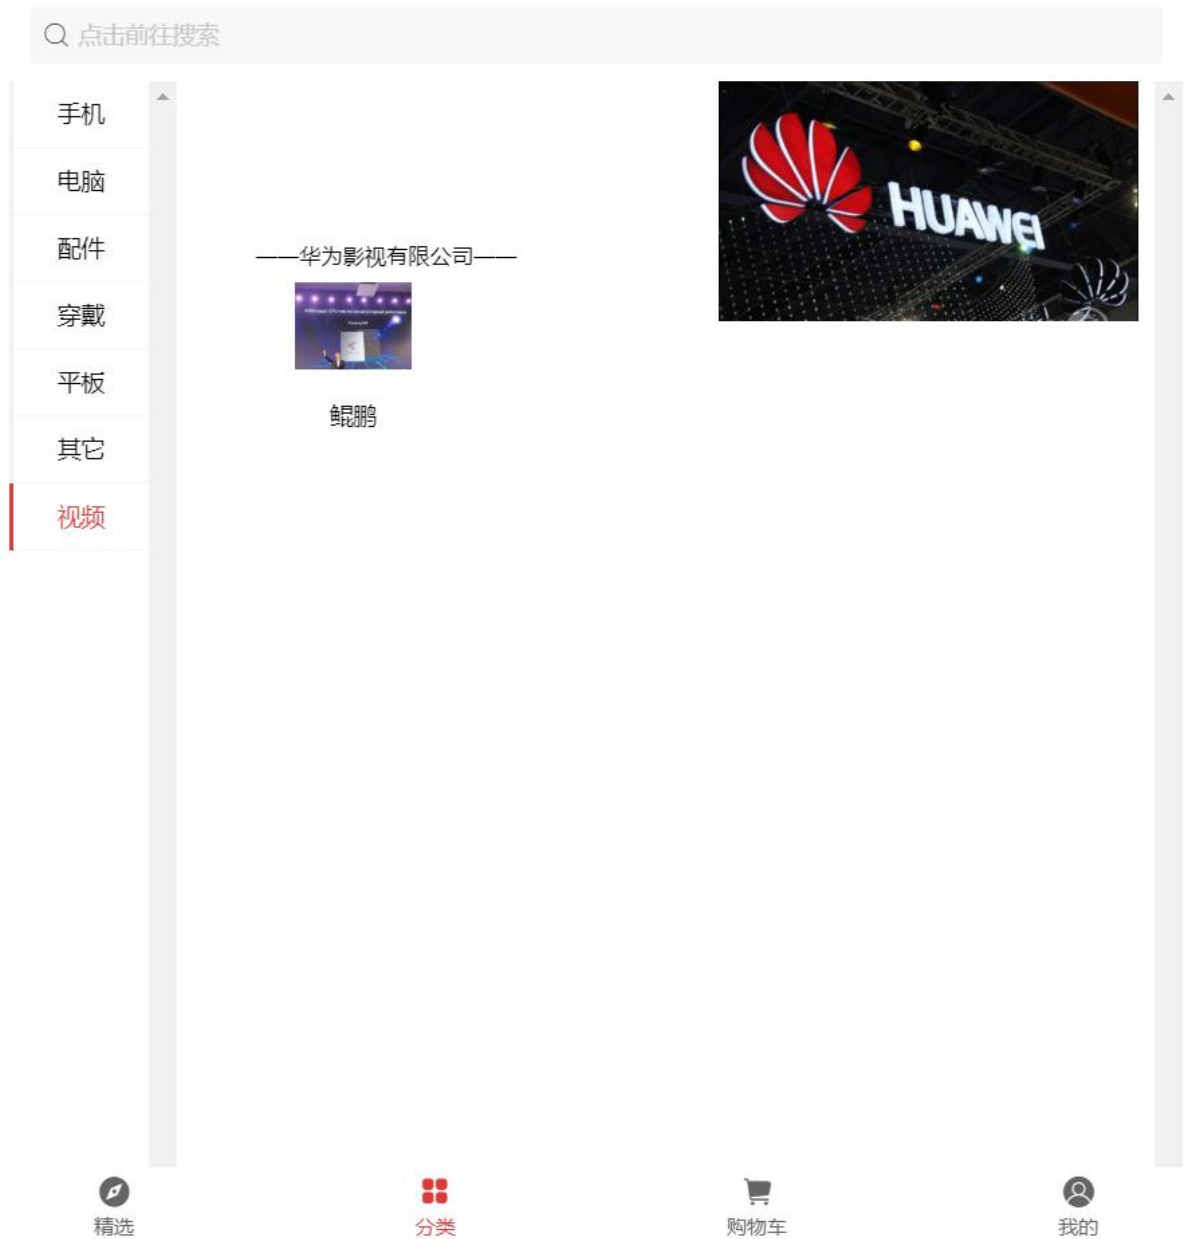 点击前往搜索
手机
电脑
配件
穿戴
平板
其它
视频
HUAWEI
——华为影视有限公司——
鲲鹏
精选
分类
购物车
我的